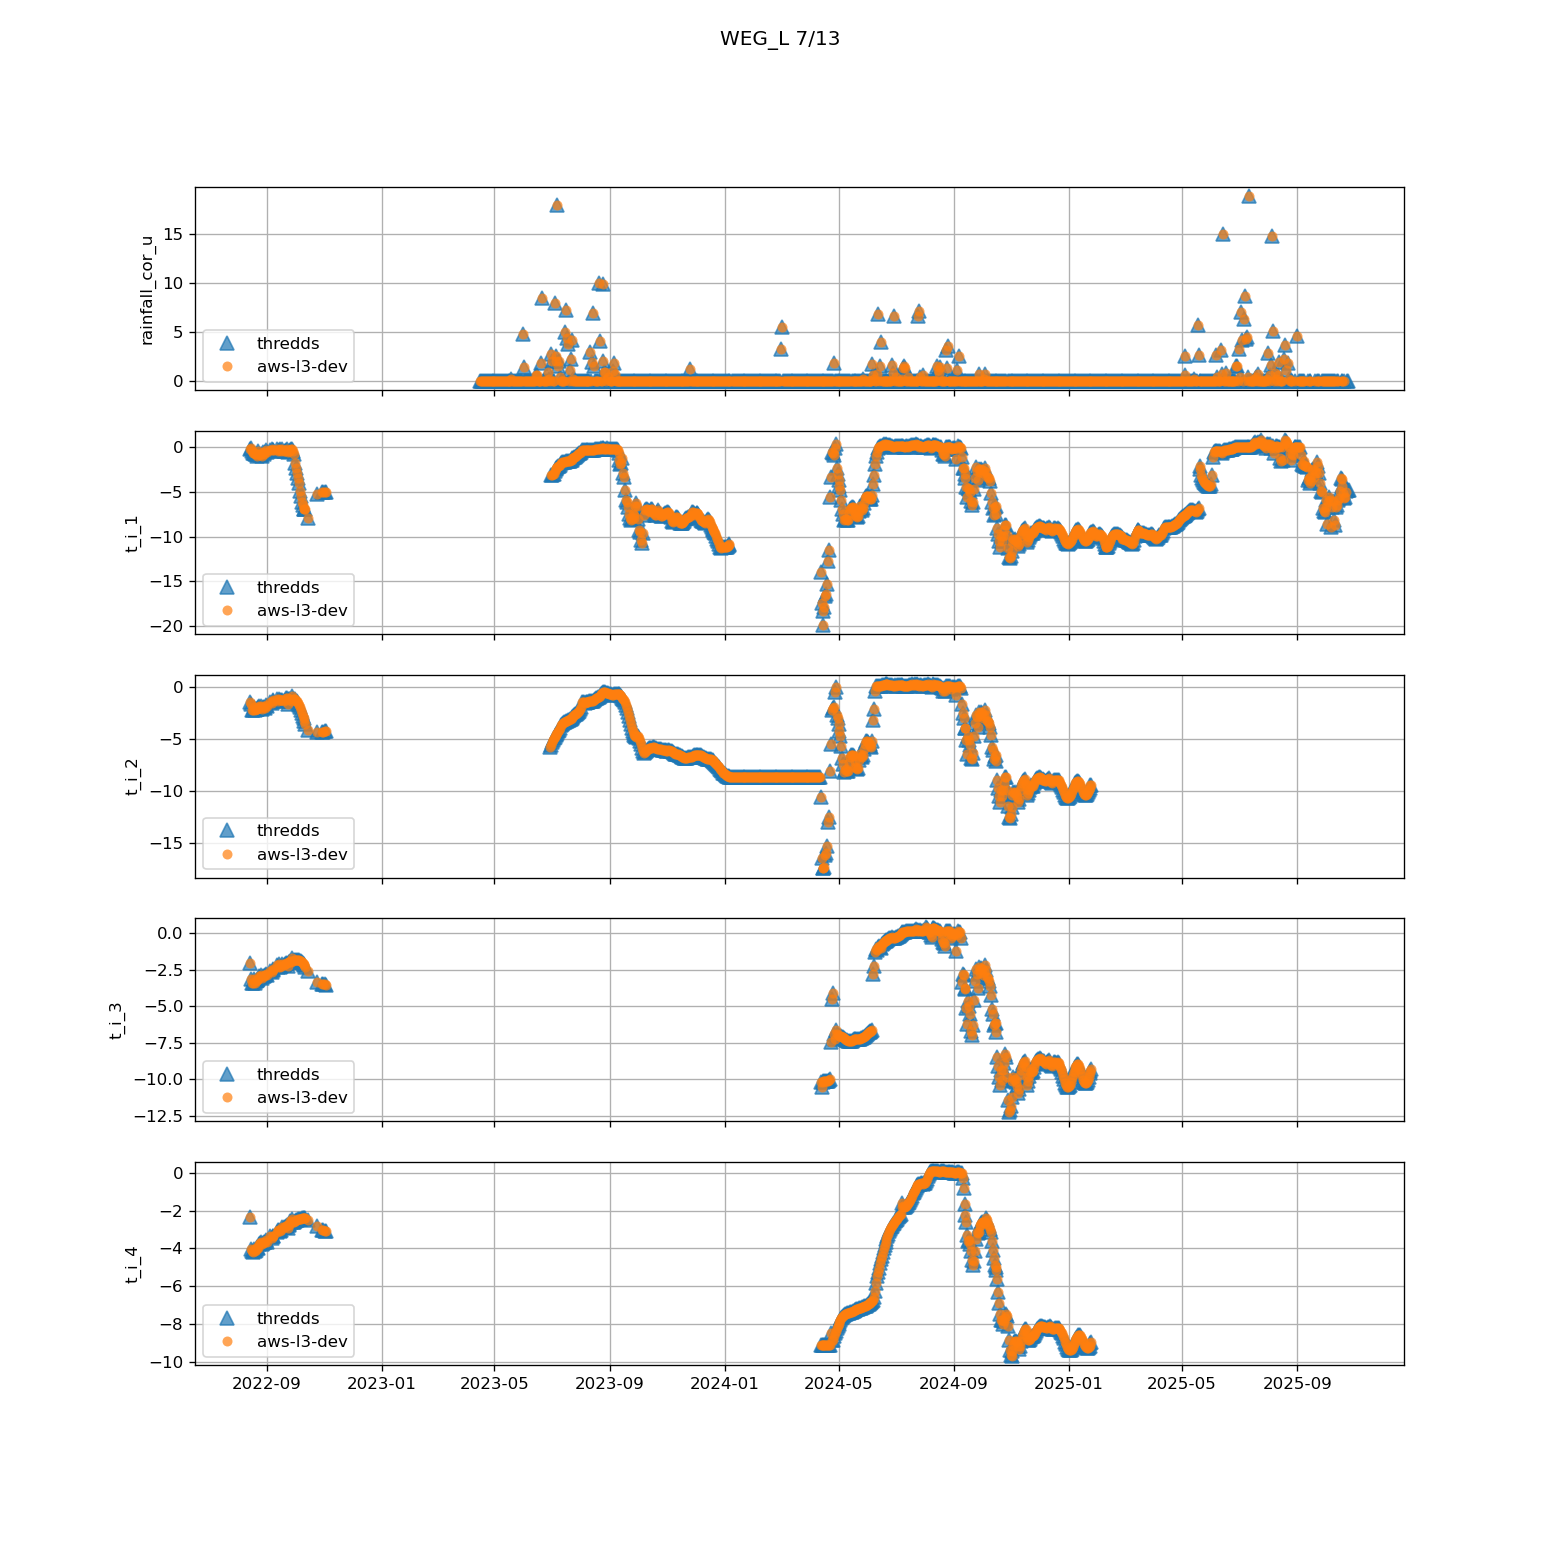 WEG_L 7/13
rainfall_cor_u
15
10
5
0
thredds
aws-l3-dev
t_i_1
0
−5
−10
−15
−20
thredds
aws-l3-dev
t_i_2
0
−5
−10
−15
thredds
aws-l3-dev
t_i_3
0.0
−2.5
−5.0
−7.5
−10.0
−12.5
thredds
aws-l3-dev
t_i_4
0
−2
−4
−6
−8
−10
thredds
aws-l3-dev
2022-09 2023-01 2023-05 2023-09 2024-01 2024-05 2024-09 2025-01 2025-05 2025-09